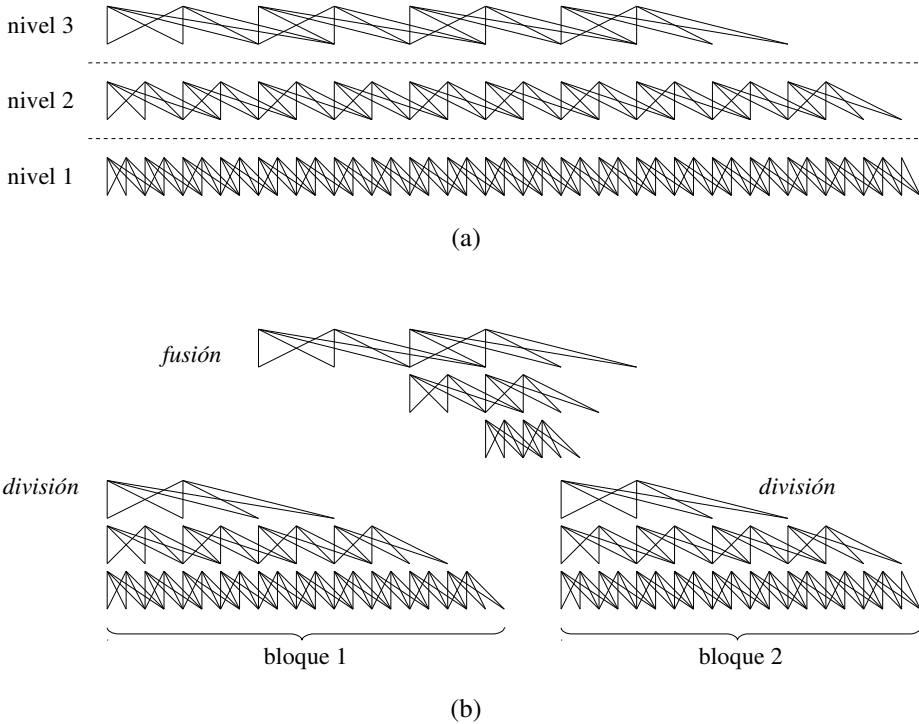 nivel 3
nivel 2
nivel 1
(a)
fusión
división
división
bloque 1
bloque 2
(b)